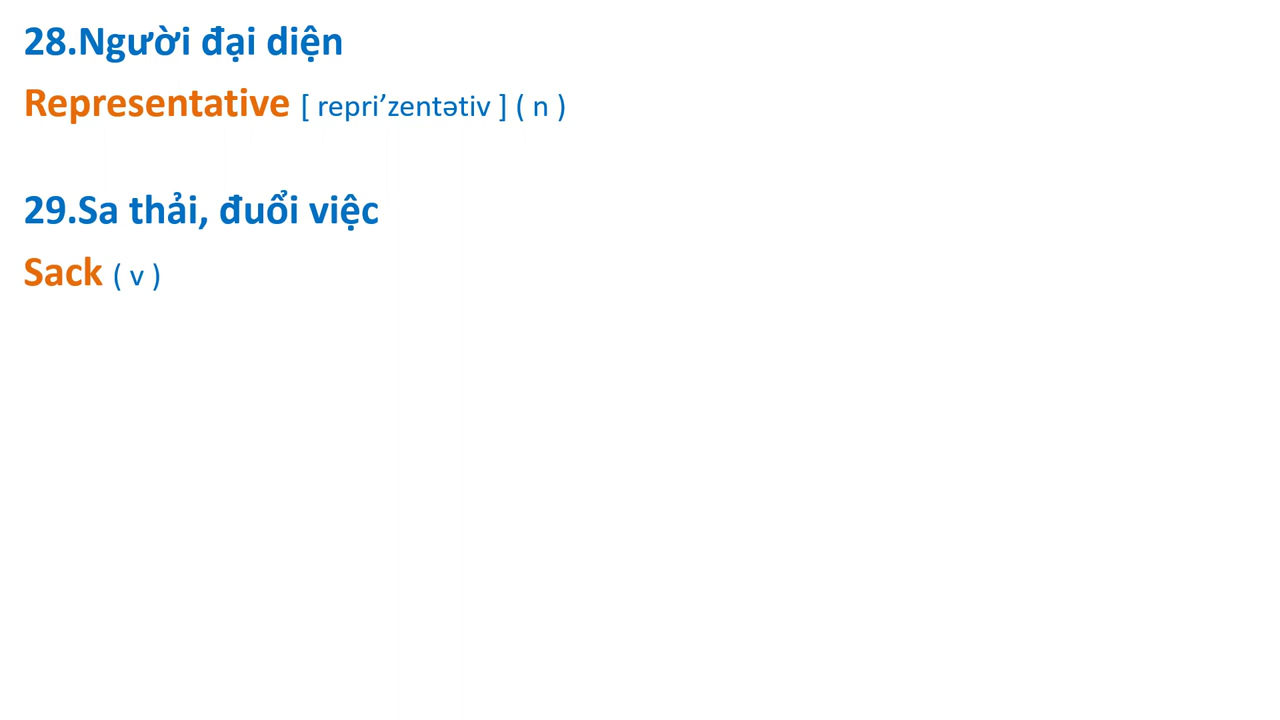 28.Người đại diện
Representative [ repri’zentətiv ] ( n )
29.Sa thải, đuổi việc
Sack ( v )